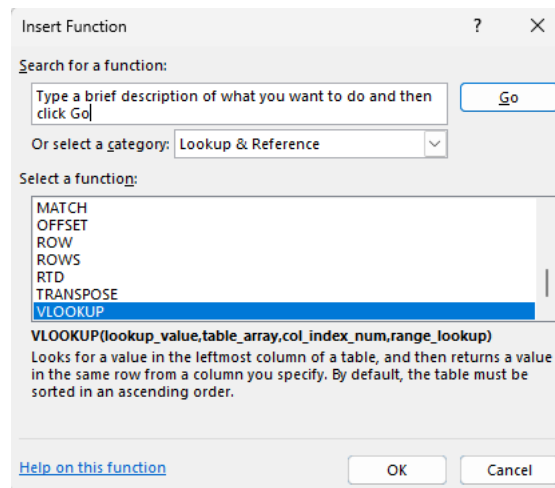 Insert Function ? ×
Search for a function:
Type a brief description of what you want to do and then
click Go
Go
Or select a category: Lookup & Reference
Select a function:
MATCH
OFFSET
ROW
ROWS
RTD
TRANSPOSE
VLOOKUP
VLOOKUP(lookup_value,table_array,col_index_num,range_lookup)
Looks for a value in the leftmost column of a table, and then returns a value
in the same row from a column you specify. By default, the table must be
sorted in an ascending order.
Help on this function
OK
Cancel